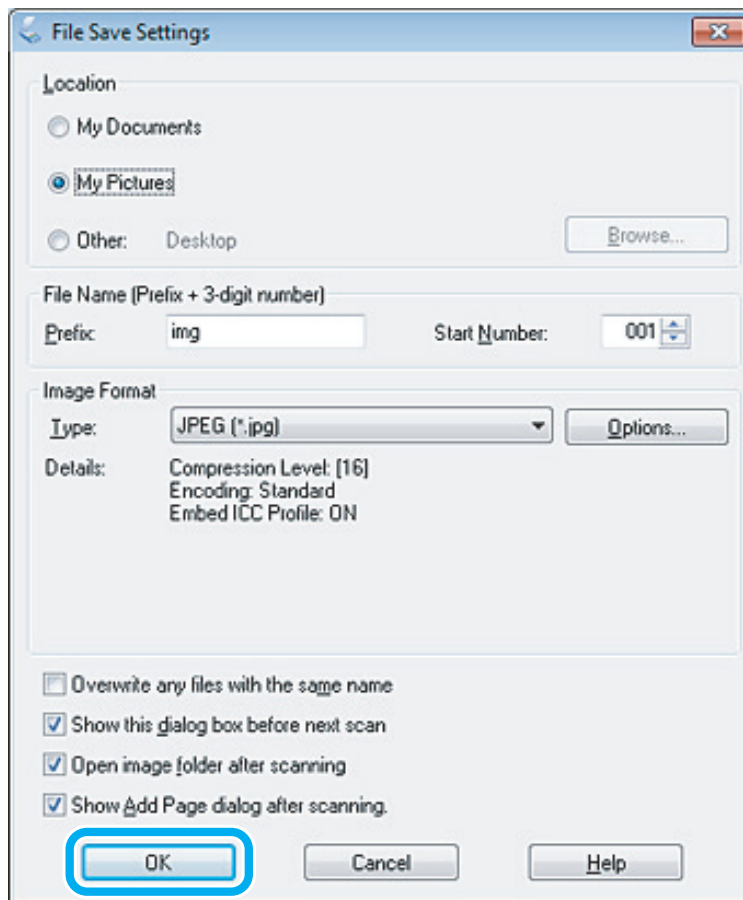 File Save Settings
Location
My Documents
My Pictures
Other: Desktop Browse...
File Name (Prefix + 3-digit number)
Prefix: img Start Number: 001
Image Format
Type: JPEG (*.jpg) Options...
Details: Compression Level: [16]
Encoding: Standard
Embed ICC Profile: ON
Overwrite any files with the same name
Show this dialog box before next scan
Open image folder after scanning
Show Add Page dialog after scanning.
OK Cancel Help